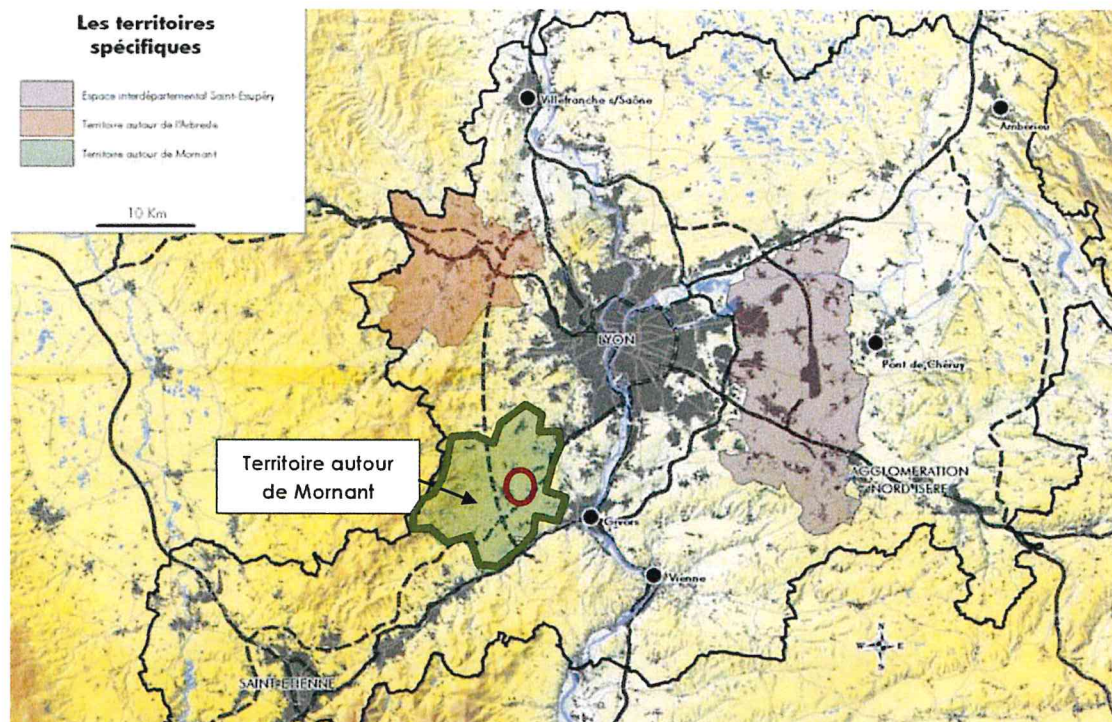 Les territoires
spécifiques
Espace interdépartemental Saint-Exupéry
Territoire autour de l'Arbresle
Territoire autour de Mornant
10 Km
Villefranche s/Saône
Ambérieu
LYON
Pont de Chéruy
Territoire autour
de Mornant
AGGLOMERATION
NORD ISERE
Givors
Vienne
N
W
E
S
SAINT-ETIENNE